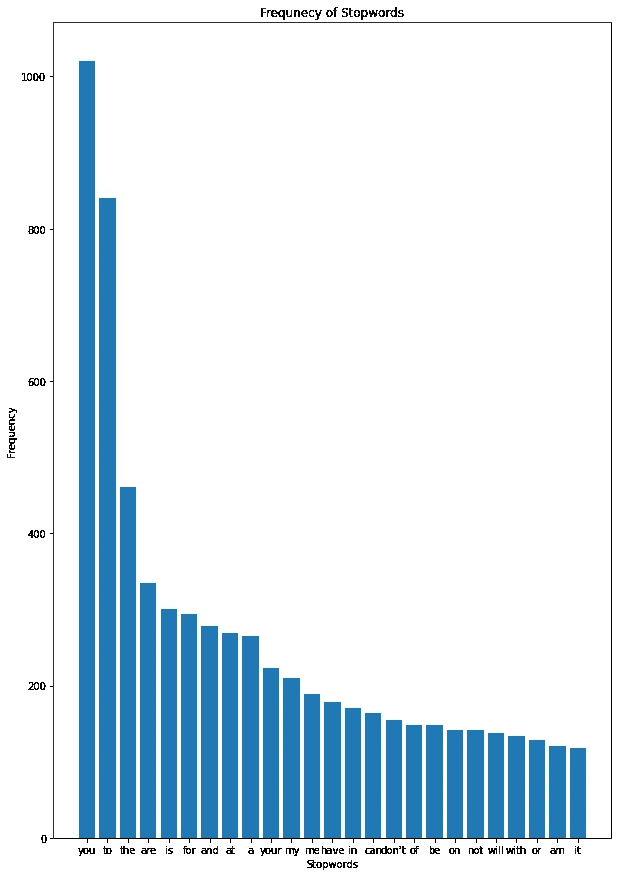 Frequnecy of Stopwords
1000
800
600
400
200
0
Frequency
you to the are is for and at a your my me have in can don't of be on not will with or am it
Stopwords